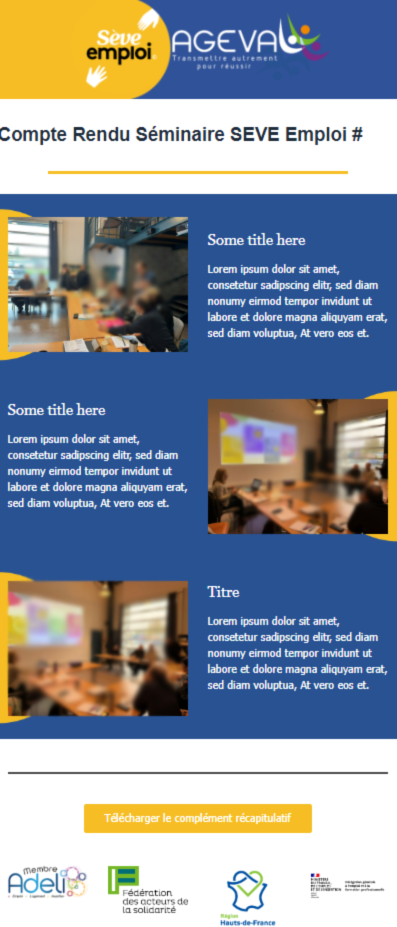 Sève
emploi
AGEVAL
Transmettre autrement
pour réussir
Compte Rendu Séminaire SEVE Emploi #
Some title here
Lorem ipsum dolor sit amet,
consetetur sadipscing elitr, sed diam
nonumy eirmod tempor invidunt ut
labore et dolore magna aliquyam erat,
sed diam voluptua, At vero eos et.
Some title here
Lorem ipsum dolor sit amet,
consetetur sadipscing elitr, sed diam
nonumy eirmod tempor invidunt ut
labore et dolore magna aliquyam erat,
sed diam voluptua, At vero eos et.
Titre
Lorem ipsum dolor sit amet,
consetetur sadipscing elitr, sed diam
nonumy eirmod tempor invidunt ut
labore et dolore magna aliquyam erat,
sed diam voluptua, At vero eos et.
Télécharger le complément récapitulatif
membre
Adeli
Fédération
des acteurs de
la solidarité
Région
Hauts-de-France